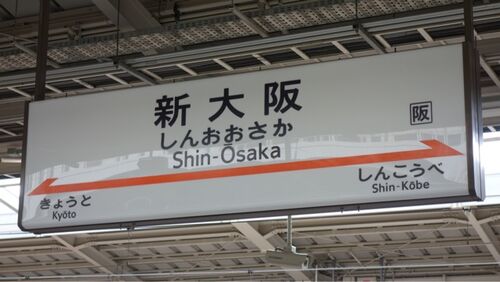 新大阪
しんおおさか
Shin-Ōsaka
阪
きょうと
Kyōto
しんこうべ
Shin-Kōbe